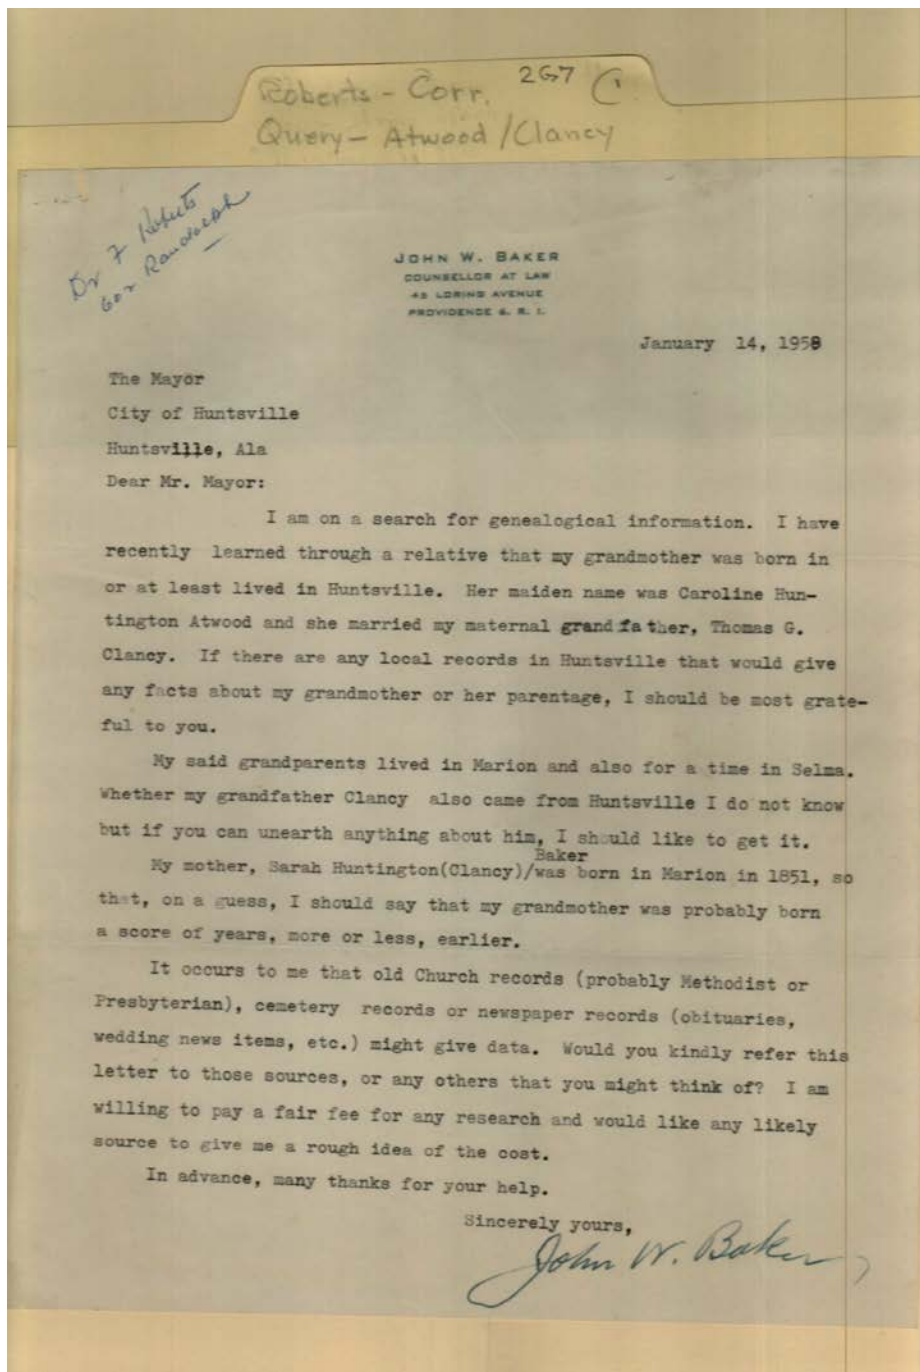 Roberts - Corr. 2G7 C
Query - Atwood / Clancy
Dr F Roberts
602 Randolph
JOHN W. BAKER
COUNSELLOR AT LAW
45 LORING AVENUE
PROVIDENCE 6, R. I.
January 14, 1958
The Mayor
City of Huntsville
Huntsville, Ala
Dear Mr. Mayor:
I am on a search for genealogical information. I have
recently learned through a relative that my grandmother was born in
or at least lived in Huntsville. Her maiden name was Caroline Hun-
tington Atwood and she married my maternal grandfather, Thomas G.
Clancy. If there are any local records in Huntsville that would give
any facts about my grandmother or her parentage, I should be most grate-
ful to you.
My said grandparents lived in Marion and also for a time in Selma.
Whether my grandfather Clancy also came from Huntsville I do not know
but if you can unearth anything about him, I should like to get it.
Baker
My mother, Sarah Huntington(Clancy)/was born in Marion in 1851, so
that, on a guess, I should say that my grandmother was probably born
a score of years, more or less, earlier.
It occurs to me that old Church records (probably Methodist or
Presbyterian), cemetery records or newspaper records (obituaries,
wedding news items, etc.) might give data. Would you kindly refer this
letter to those sources, or any others that you might think of? I am
willing to pay a fair fee for any research and would like any likely
source to give me a rough idea of the cost.
In advance, many thanks for your help.
Sincerely yours,
John W. Baker